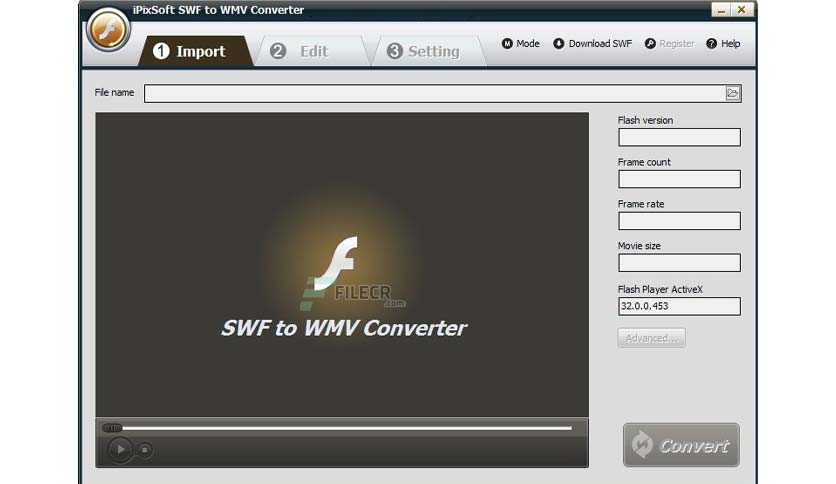 iPixSoft SWF to WMV Converter
1 Import
2 Edit
3 Setting
M Mode
Download SWF
Register
? Help
File name
Flash version
Frame count
Frame rate
Movie size
Flash Player ActiveX
32.0.0.453
Advanced...
FILECR
.com
SWF to WMV Converter
Convert